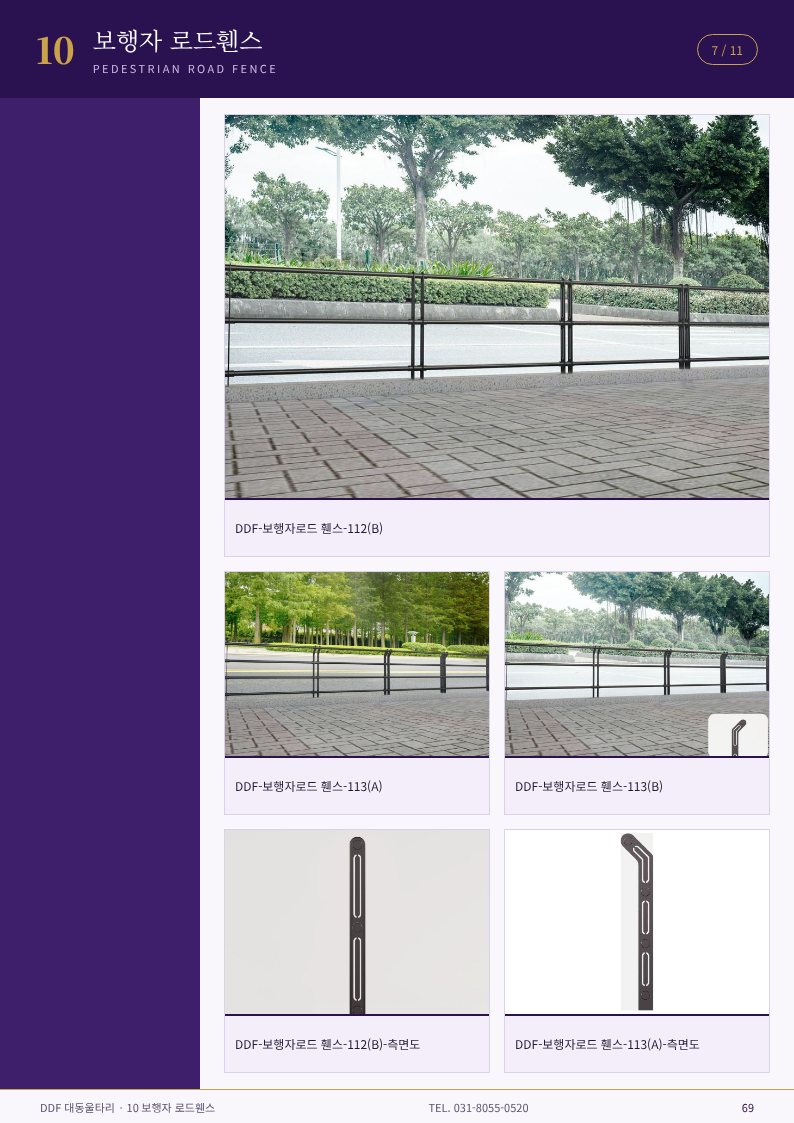 10
보행자 로드휀스
PEDESTRIAN ROAD FENCE
7 / 11
DDF-보행자로드 휀스-112(B)
DDF-보행자로드 휀스-113(A)
DDF-보행자로드 휀스-113(B)
DDF-보행자로드 휀스-112(B)-측면도
DDF-보행자로드 휀스-113(A)-측면도
DDF 대동울타리 · 10 보행자 로드휀스
TEL. 031-8055-0520
69